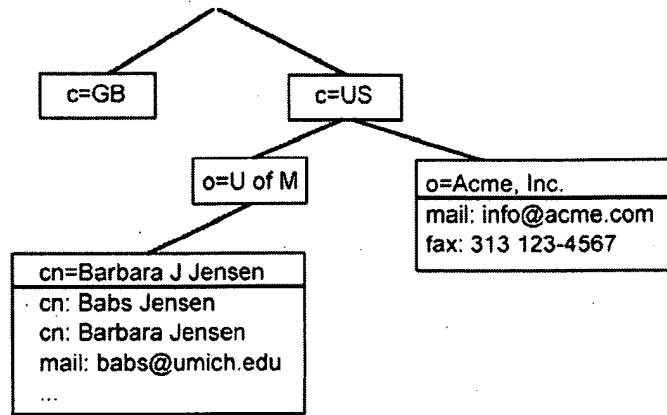 c=GB
c=US
o=U of M
o=Acme, Inc.
mail: info@acme.com
fax: 313 123-4567
cn=Barbara J Jensen
cn: Babs Jensen
cn: Barbara Jensen
mail: babs@umich.edu
...